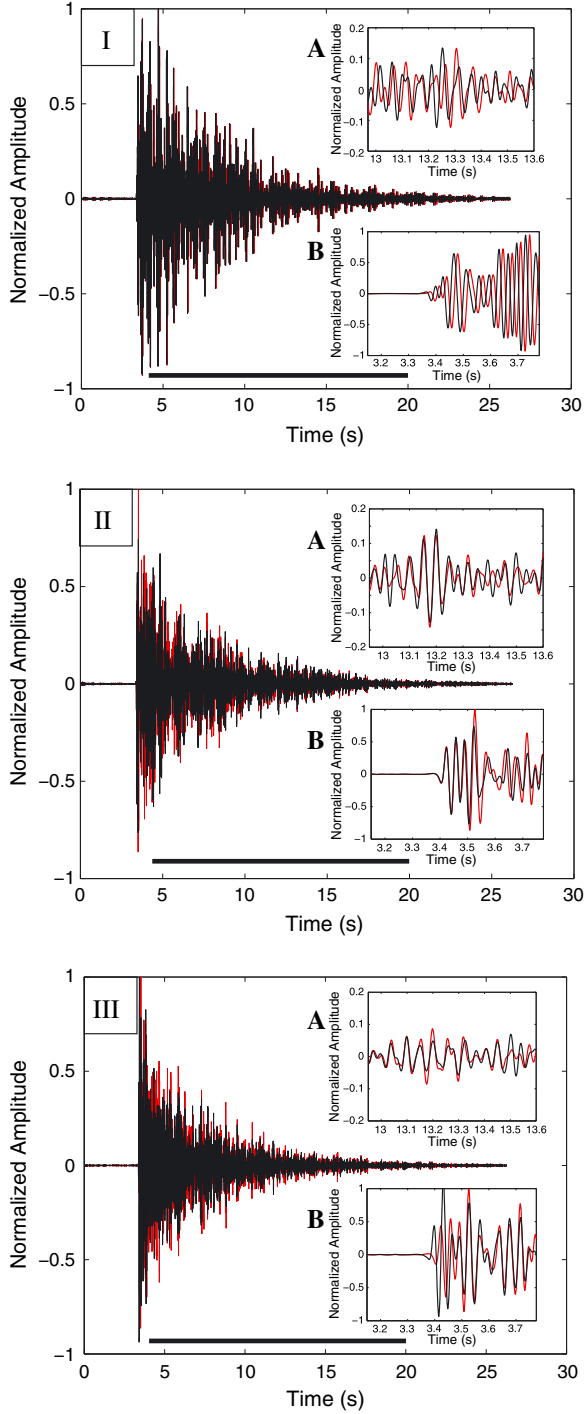 I
A
B
Normalized Amplitude
1
0.5
0
−0.5
−1
0 5 10 15 20 25 30
Time (s)
Normalized Amplitude
0.2
0.1
0
−0.1
−0.2
13 13.1 13.2 13.3 13.4 13.5 13.6
Time (s)
Normalized Amplitude
1
0.5
0
−0.5
−1
3.2 3.3 3.4 3.5 3.6 3.7
Time (s)
II
A
B
Normalized Amplitude
1
0.5
0
−0.5
−1
0 5 10 15 20 25 30
Time (s)
Normalized Amplitude
0.2
0.1
0
−0.1
−0.2
13 13.1 13.2 13.3 13.4 13.5 13.6
Time (s)
Normalized Amplitude
1
0.5
0
−0.5
−1
3.2 3.3 3.4 3.5 3.6 3.7
Time (s)
III
A
B
Normalized Amplitude
1
0.5
0
−0.5
−1
0 5 10 15 20 25 30
Time (s)
Normalized Amplitude
0.2
0.1
0
−0.1
−0.2
13 13.1 13.2 13.3 13.4 13.5 13.6
Time (s)
Normalized Amplitude
1
0.5
0
−0.5
−1
3.2 3.3 3.4 3.5 3.6 3.7
Time (s)